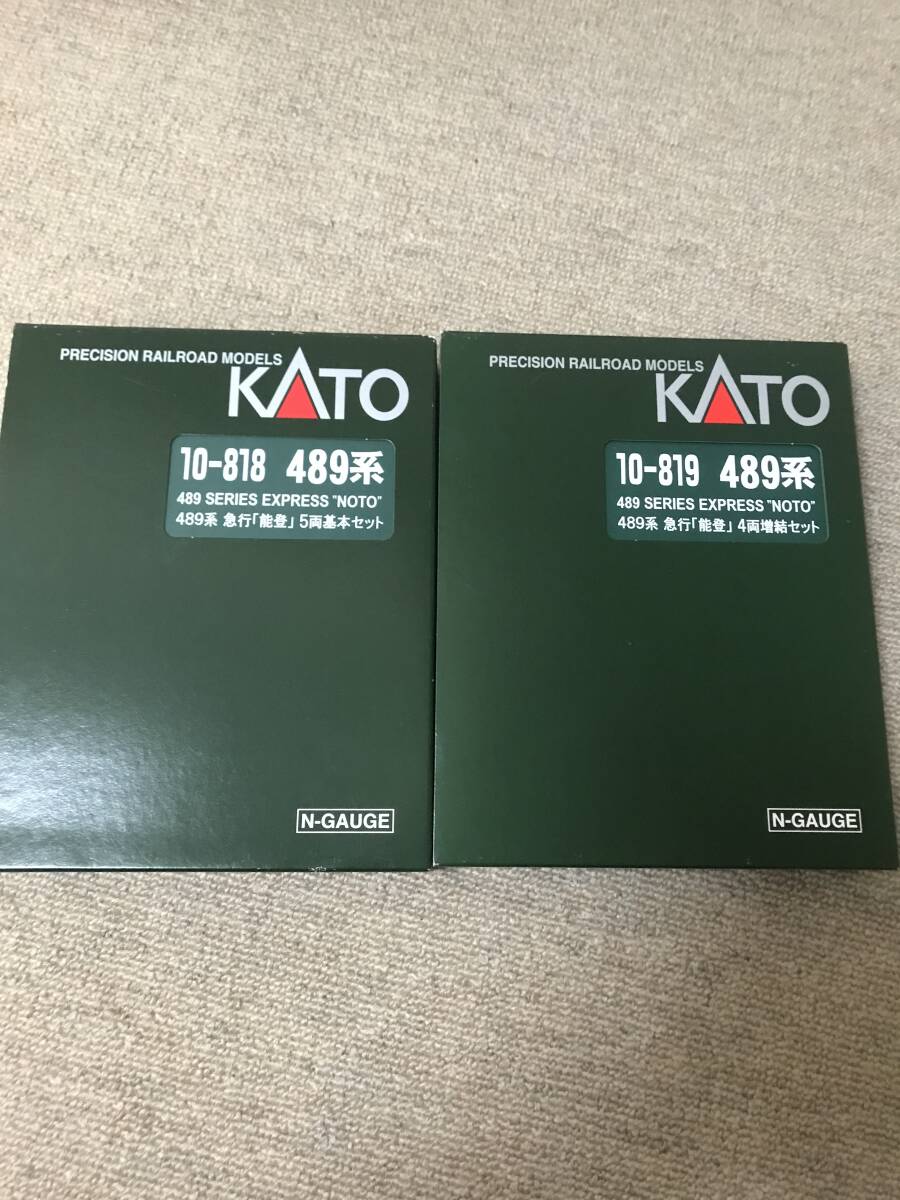 PRECISION RAILROAD MODELS
KATO
10-818 489系
489 SERIES EXPRESS "NOTO"
489系 急行「能登」5両基本セット
N-GAUGE
PRECISION RAILROAD MODELS
KATO
10-819 489系
489 SERIES EXPRESS "NOTO"
489系 急行「能登」4両増結セット
N-GAUGE